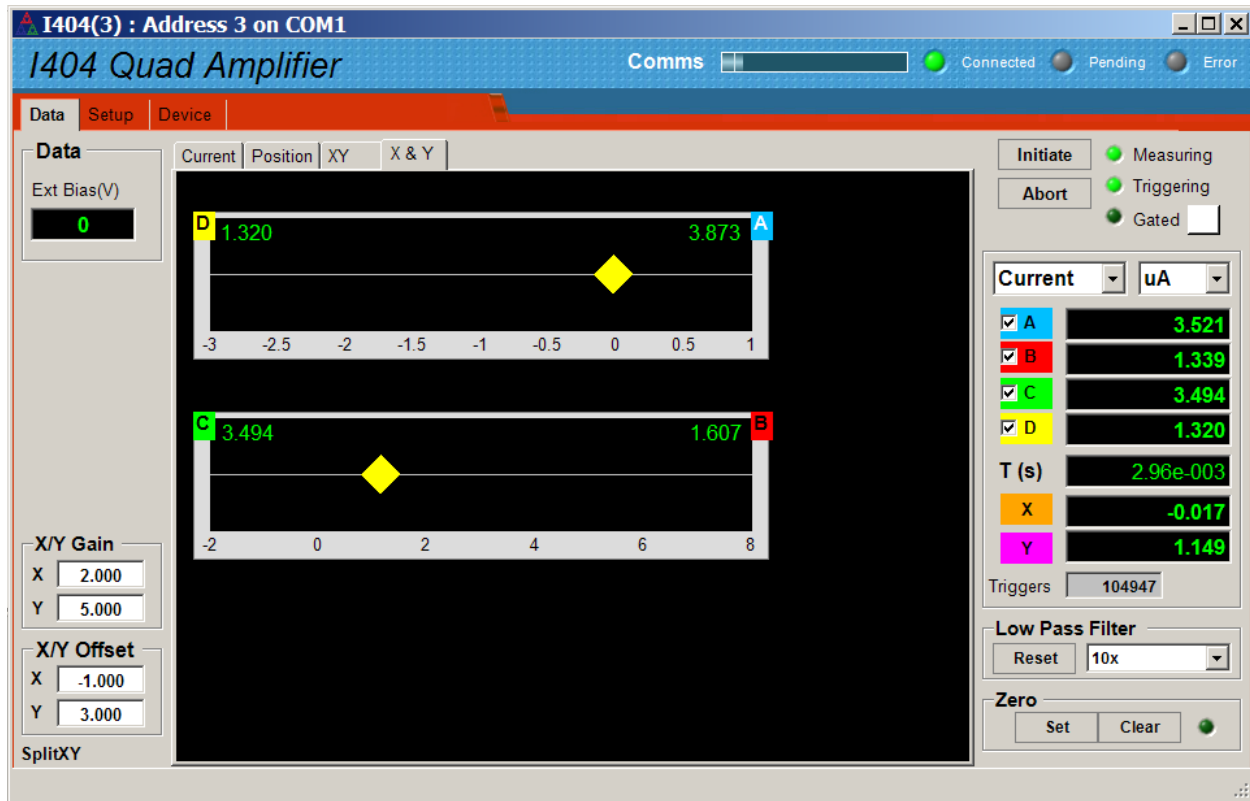 I404(3) : Address 3 on COM1
I404 Quad Amplifier
Comms
Connected
Pending
Error
Data Setup Device
Data
Ext Bias(V)
0
Current Position XY X & Y
D 1.320 3.873 A
-3 -2.5 -2 -1.5 -1 -0.5 0 0.5 1
C 3.494 1.607 B
-2 0 2 4 6 8
X/Y Gain
X 2.000
Y 5.000
X/Y Offset
X -1.000
Y 3.000
SplitXY
Initiate Measuring
Abort Triggering
Gated
Current uA
A 3.521
B 1.339
C 3.494
D 1.320
T (s) 2.96e-003
X -0.017
Y 1.149
Triggers 104947
Low Pass Filter
Reset 10x
Zero
Set Clear